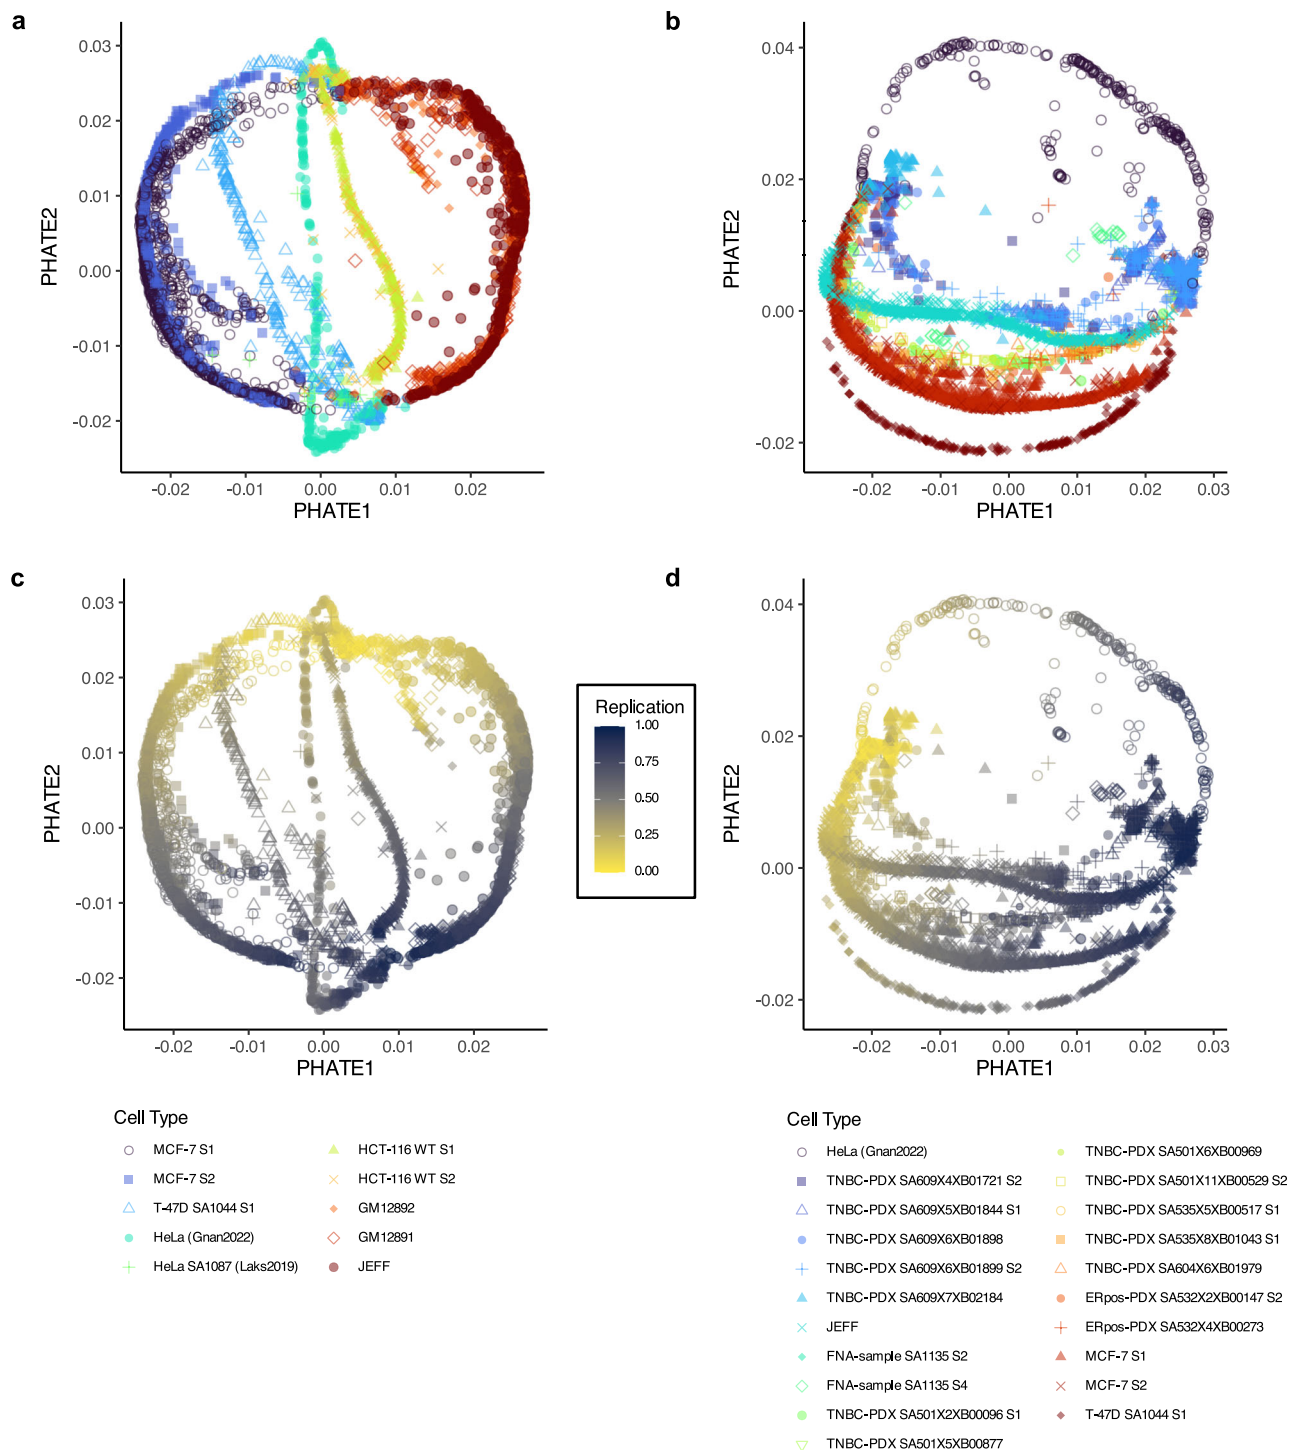 a
b
0.03
0.02
0.01
0.00
-0.01
-0.02
PHATE2
-0.02
-0.01
0.00
0.01
0.02
PHATE1
0.04
0.02
0.00
-0.02
PHATE2
-0.02
-0.01
0.00
0.01
0.02
0.03
PHATE1
c
d
0.03
0.02
0.01
0.00
-0.01
-0.02
PHATE2
-0.02
-0.01
0.00
0.01
0.02
PHATE1
Replication
1.00
0.75
0.50
0.25
0.00
0.04
0.02
0.00
-0.02
PHATE2
-0.02
-0.01
0.00
0.01
0.02
0.03
PHATE1
Cell Type
MCF-7 S1
MCF-7 S2
T-47D SA1044 S1
HeLa (Gnan2022)
HeLa SA1087 (Laks2019)
HCT-116 WT S1
HCT-116 WT S2
GM12892
GM12891
JEFF
Cell Type
HeLa (Gnan2022)
TNBC-PDX SA609X4XB01721 S2
TNBC-PDX SA609X5XB01844 S1
TNBC-PDX SA609X6XB01898
TNBC-PDX SA609X6XB01899 S2
TNBC-PDX SA609X7XB02184
JEFF
FNA-sample SA1135 S2
FNA-sample SA1135 S4
TNBC-PDX SA501X2XB00096 S1
TNBC-PDX SA501X5XB00877
TNBC-PDX SA501X6XB00969
TNBC-PDX SA501X11XB00529 S2
TNBC-PDX SA535X5XB00517 S1
TNBC-PDX SA535X8XB01043 S1
TNBC-PDX SA604X6XB01979
ERpos-PDX SA532X2XB00147 S2
ERpos-PDX SA532X4XB00273
MCF-7 S1
MCF-7 S2
T-47D SA1044 S1